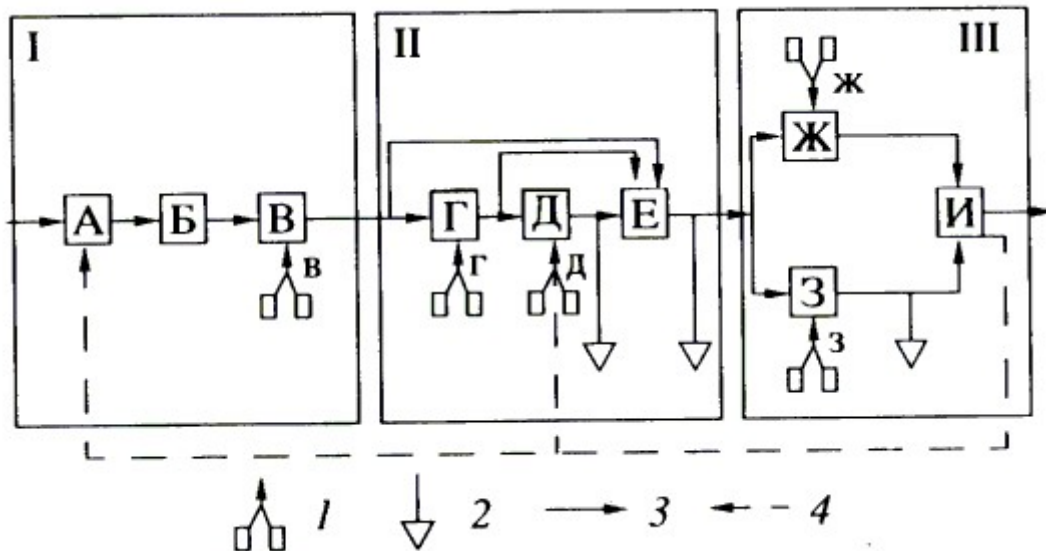 I II III
ж
Ж
А Б В Г Д Е И
в г д
З
з
1 2 3 4